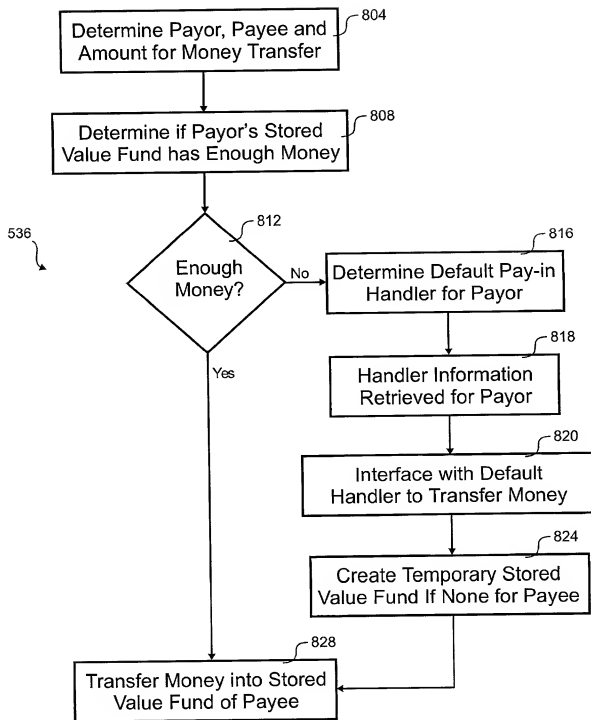 804
Determine Payor, Payee and
Amount for Money Transfer
808
Determine if Payor's Stored
Value Fund has Enough Money
812
536
Enough
Money?
No
816
Determine Default Pay-in
Handler for Payor
818
Handler Information
Retrieved for Payor
820
Interface with Default
Handler to Transfer Money
824
Create Temporary Stored
Value Fund If None for Payee
Yes
828
Transfer Money into Stored
Value Fund of Payee